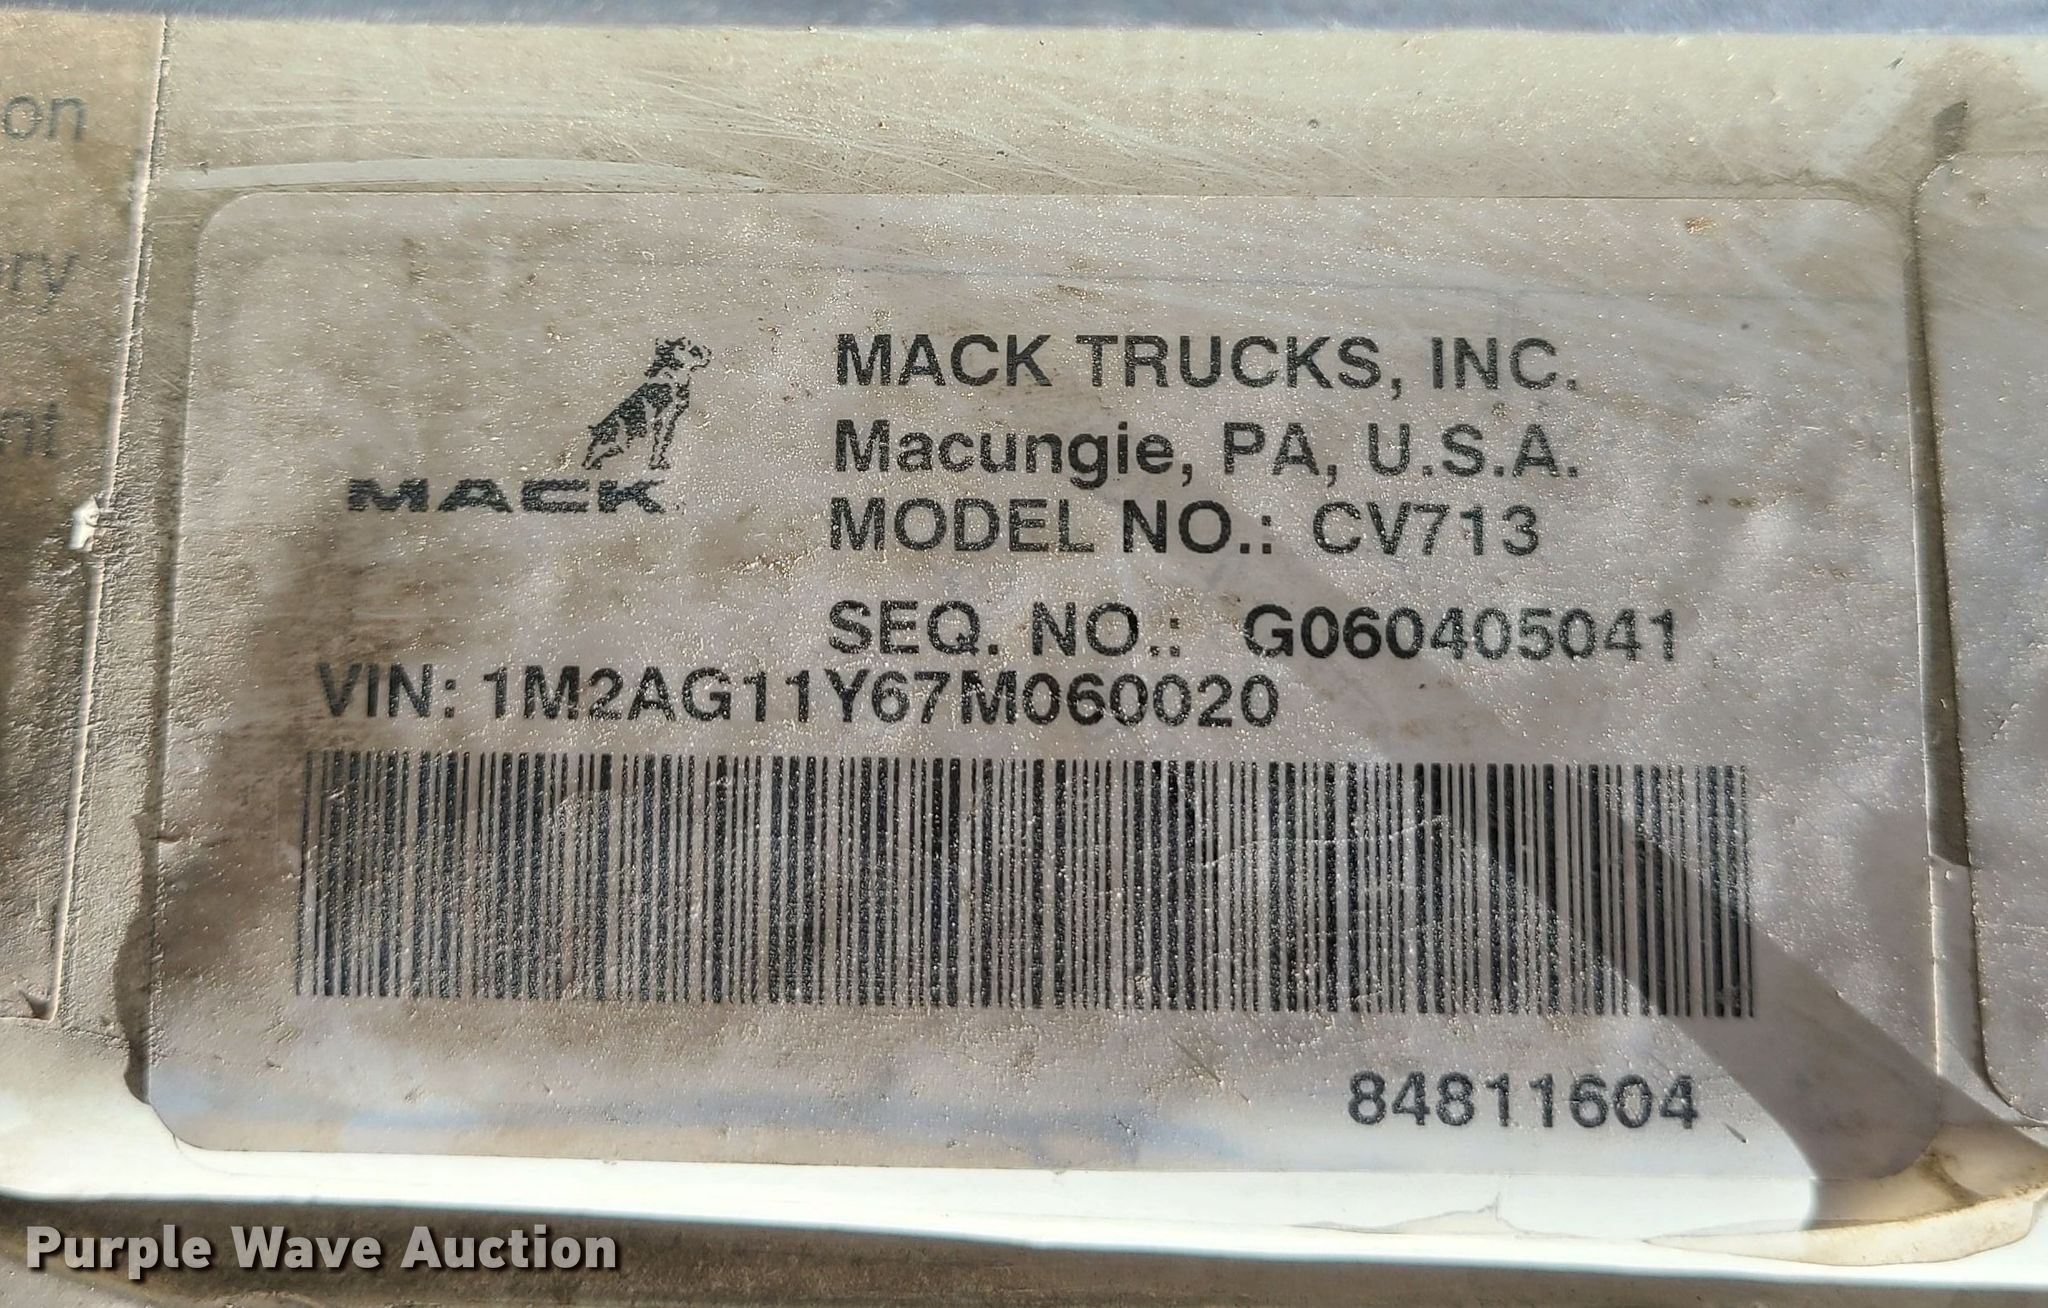 on
ery
nt
MACK
MACK TRUCKS, INC.
Macungie, PA, U.S.A.
MODEL NO.: CV713
SEQ. NO.: G060405041
VIN: 1M2AG11Y67M060020
84811604
Purple Wave Auction